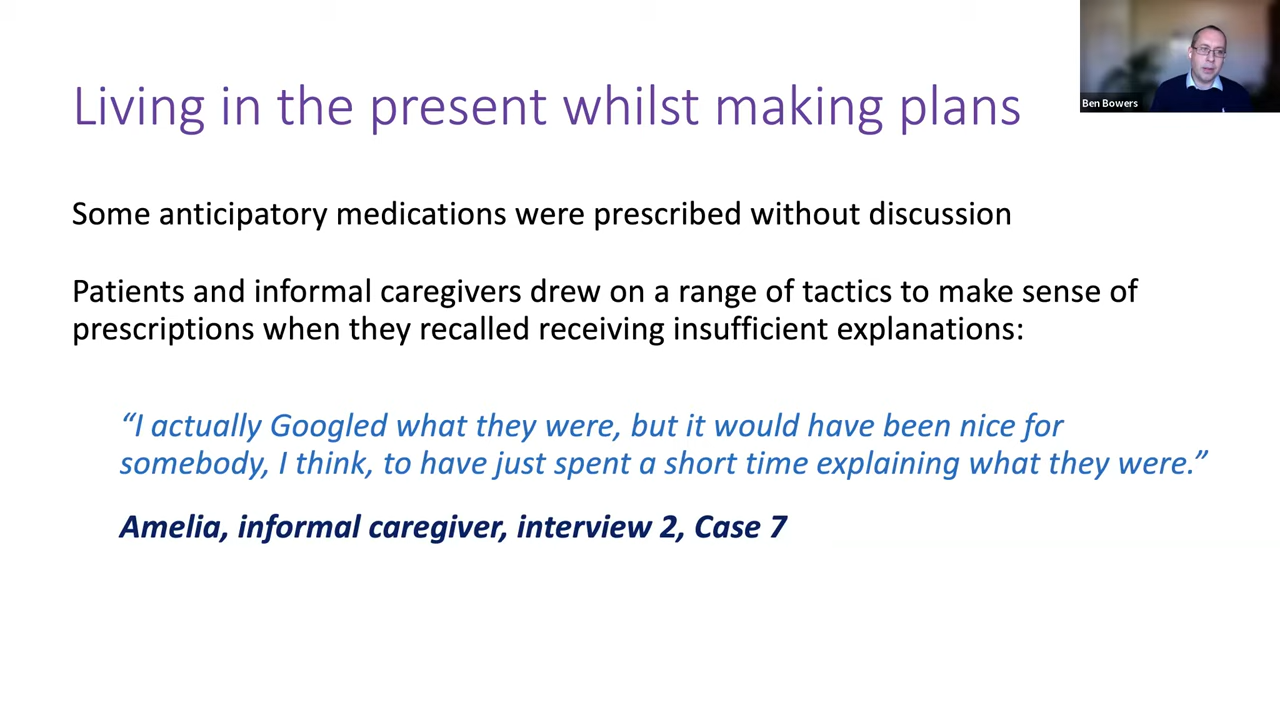 Living in the present whilst making plans
Ben Bowers
Some anticipatory medications were prescribed without discussion
Patients and informal caregivers drew on a range of tactics to make sense of
prescriptions when they recalled receiving insufficient explanations:
“I actually Googled what they were, but it would have been nice for
somebody, I think, to have just spent a short time explaining what they were.”
Amelia, informal caregiver, interview 2, Case 7